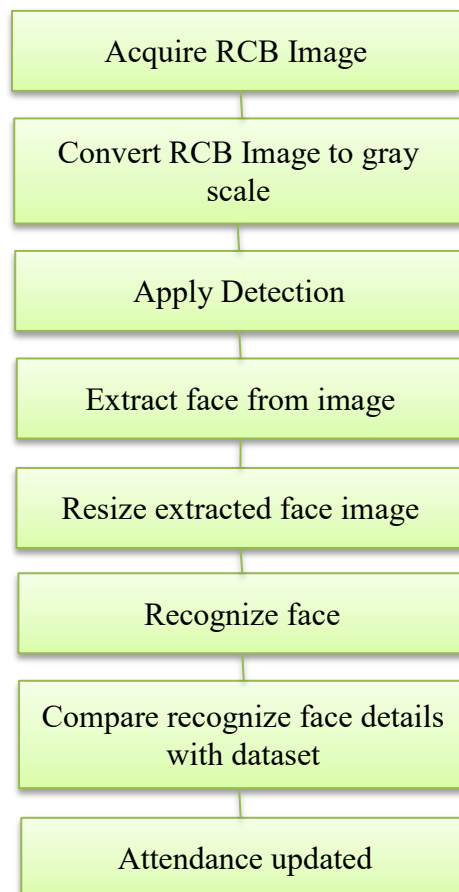 Acquire RCB Image
Convert RCB Image to gray
scale
Apply Detection
Extract face from image
Resize extracted face image
Recognize face
Compare recognize face details
with dataset
Attendance updated